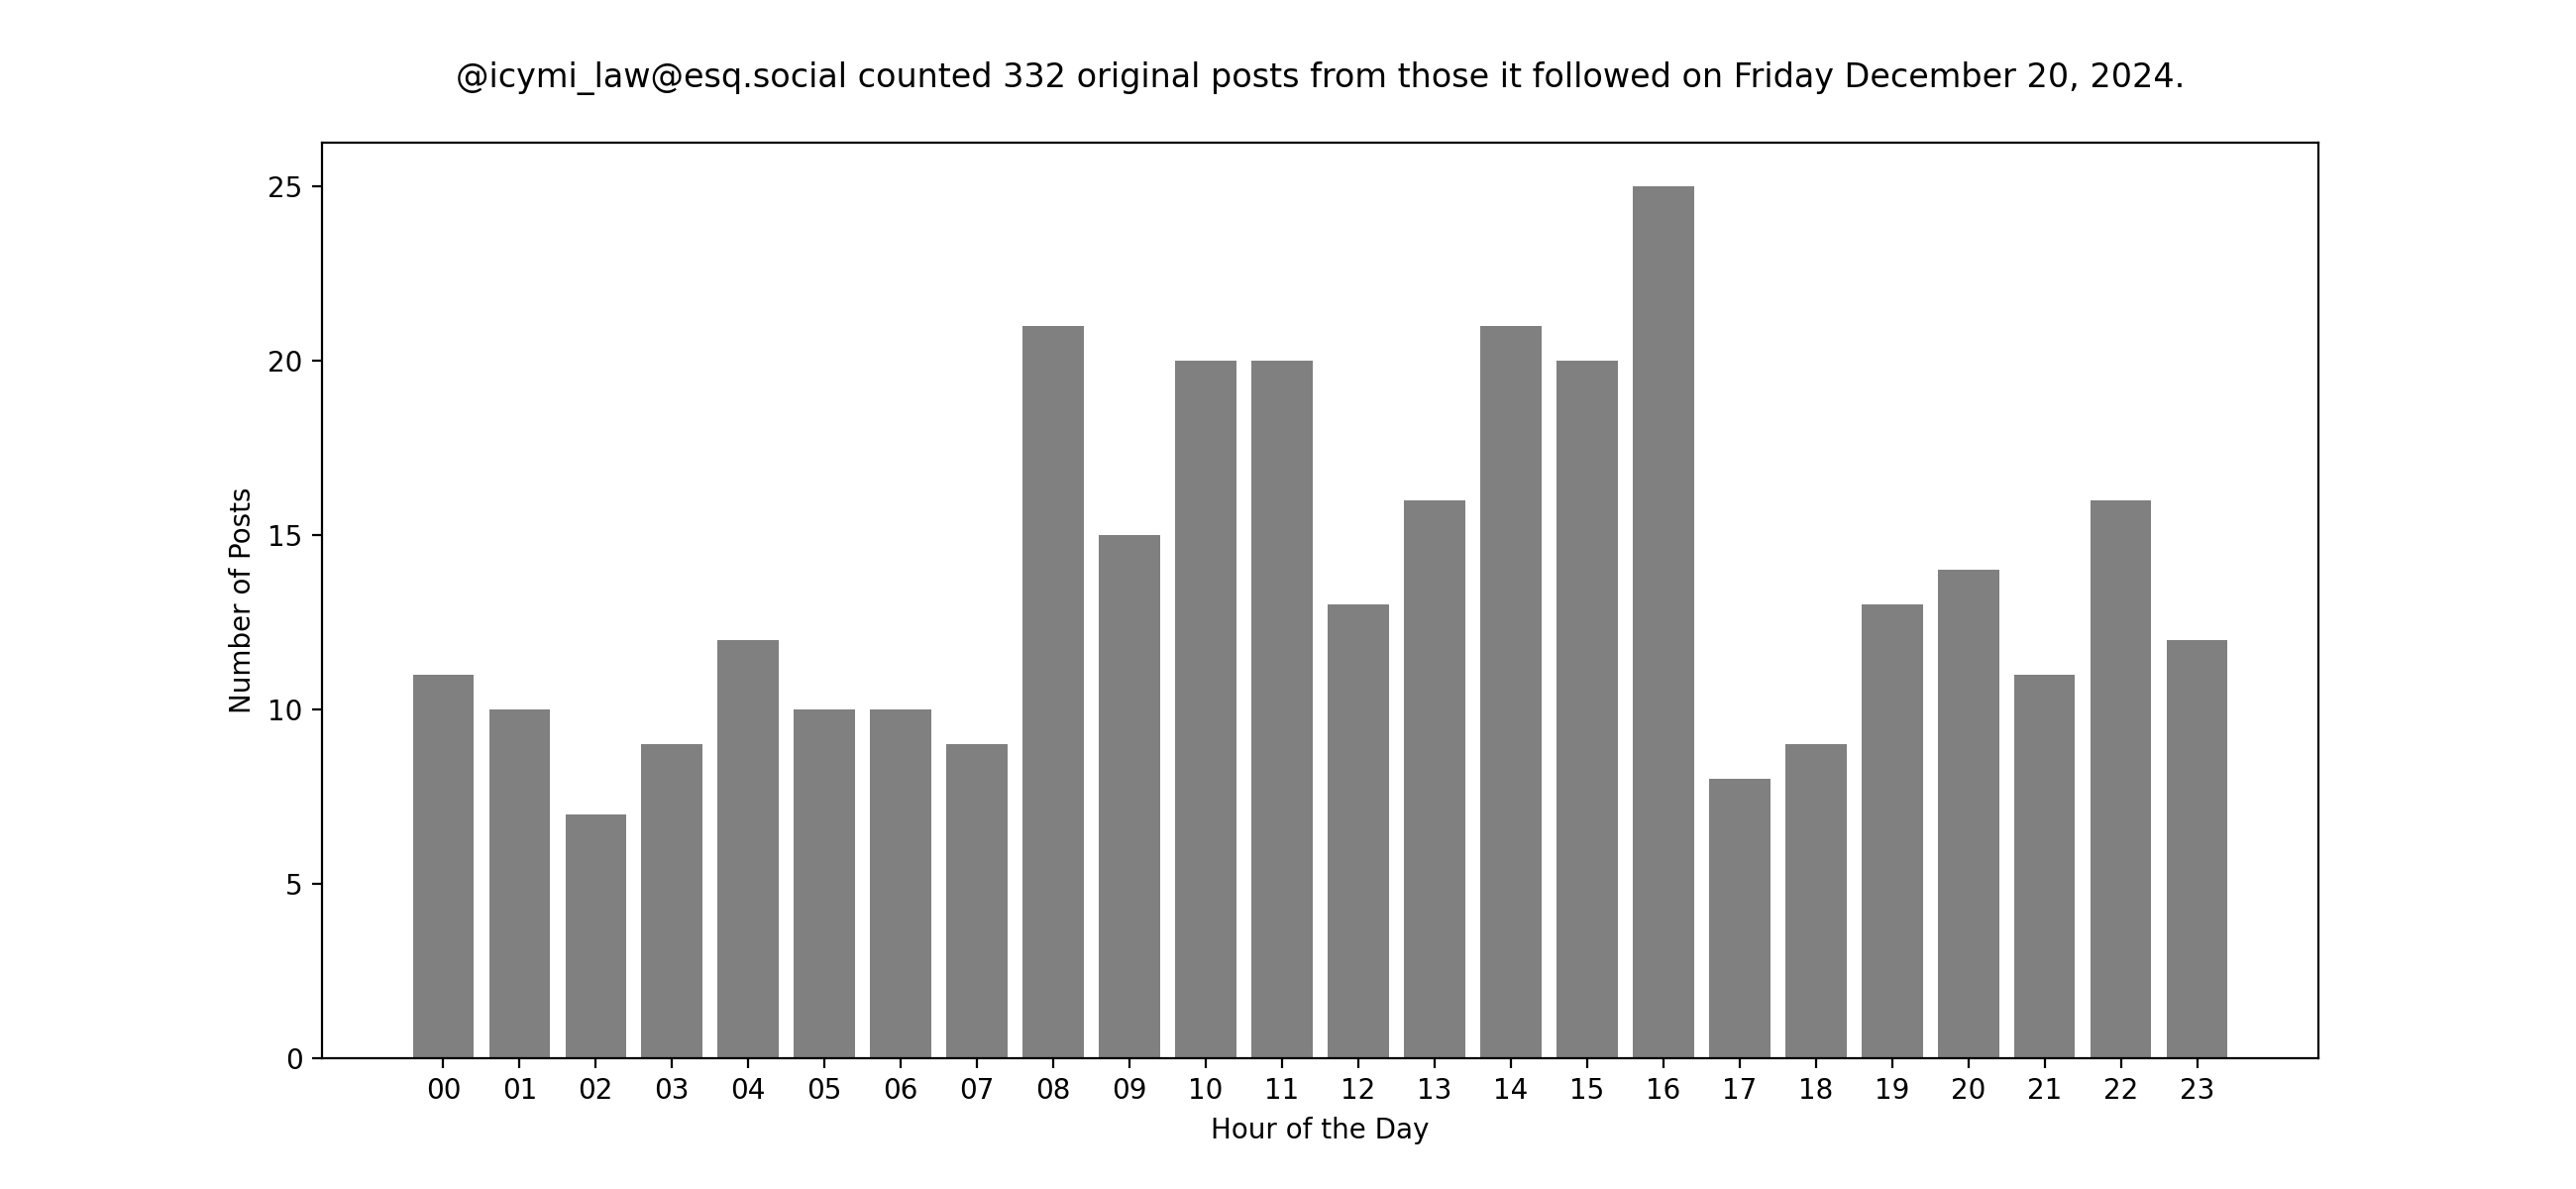 @icymi_law@esq.social counted 332 original posts from those it followed on Friday December 20, 2024.
25
20
15
10
5
0
Number of Posts
00 01 02 03 04 05 06 07 08 09 10 11 12 13 14 15 16 17 18 19 20 21 22 23
Hour of the Day